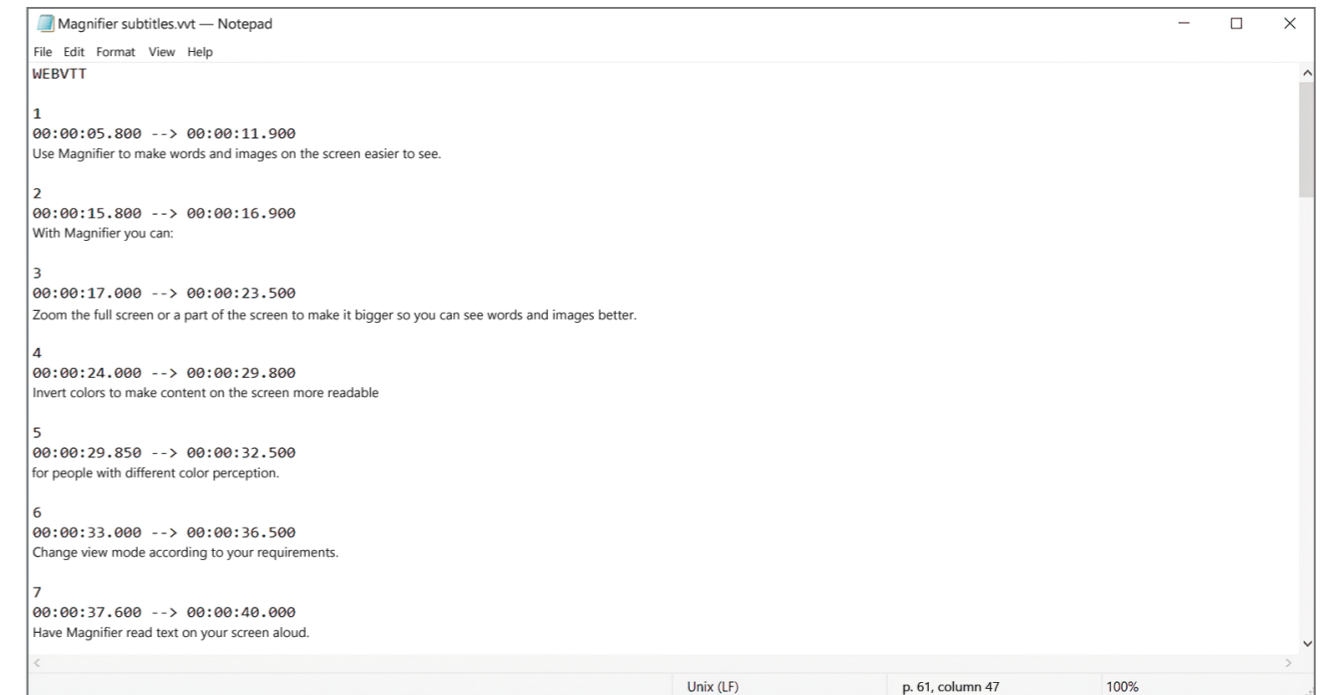 Magnifier subtitles.vvt — Notepad
File Edit Format View Help
WEBVTT
1
00:00:05.800 --> 00:00:11.900
Use Magnifier to make words and images on the screen easier to see.
2
00:00:15.800 --> 00:00:16.900
With Magnifier you can:
3
00:00:17.000 --> 00:00:23.500
Zoom the full screen or a part of the screen to make it bigger so you can see words and images better.
4
00:00:24.000 --> 00:00:29.800
Invert colors to make content on the screen more readable
5
00:00:29.850 --> 00:00:32.500
for people with different color perception.
6
00:00:33.000 --> 00:00:36.500
Change view mode according to your requirements.
7
00:00:37.600 --> 00:00:40.000
Have Magnifier read text on your screen aloud.
Unix (LF) p. 61, column 47 100%